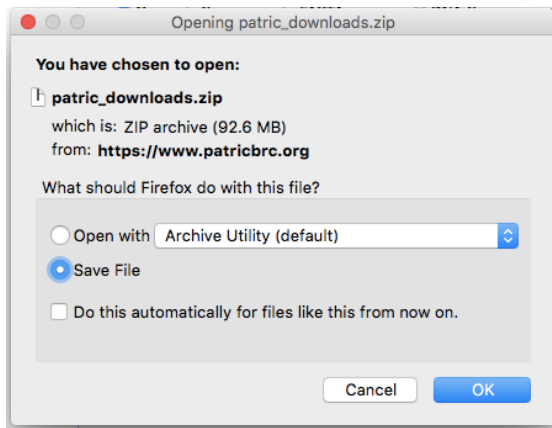 Opening patric_downloads.zip
You have chosen to open:
patric_downloads.zip
which is: ZIP archive (92.6 MB)
from: https://www.patricbrc.org
What should Firefox do with this file?
Open with Archive Utility (default)
Save File
Do this automatically for files like this from now on.
Cancel OK